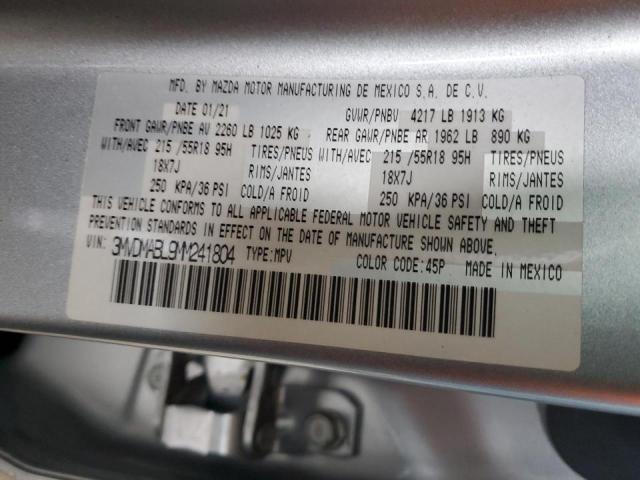 MFD. BY MAZDA MOTOR MANUFACTURING DE MEXICO S.A. DE C.V.
DATE 01/21 GVWR/PNBV 4217 LB 1913 KG
FRONT GAWR/PNBE AV 2260 LB 1025 KG REAR GAWR/PNBE AR 1962 LB 890 KG
WITH/AVEC 215 /55R18 95H TIRES/PNEUS WITH/AVEC 215 /55R18 95H TIRES/PNEUS
18X7J RIMS/JANTES 18X7J RIMS/JANTES
250 KPA/36 PSI COLD/A FROID 250 KPA/36 PSI COLD/A FROID
THIS VEHICLE CONFORMS TO ALL APPLICABLE FEDERAL MOTOR VEHICLE SAFETY AND THEFT
PREVENTION STANDARDS IN EFFECT ON THE DATE OF MANUFACTURE SHOWN ABOVE.
VIN: 3MVDMABL9MM241804 TYPE:MPV COLOR CODE:45P MADE IN MEXICO